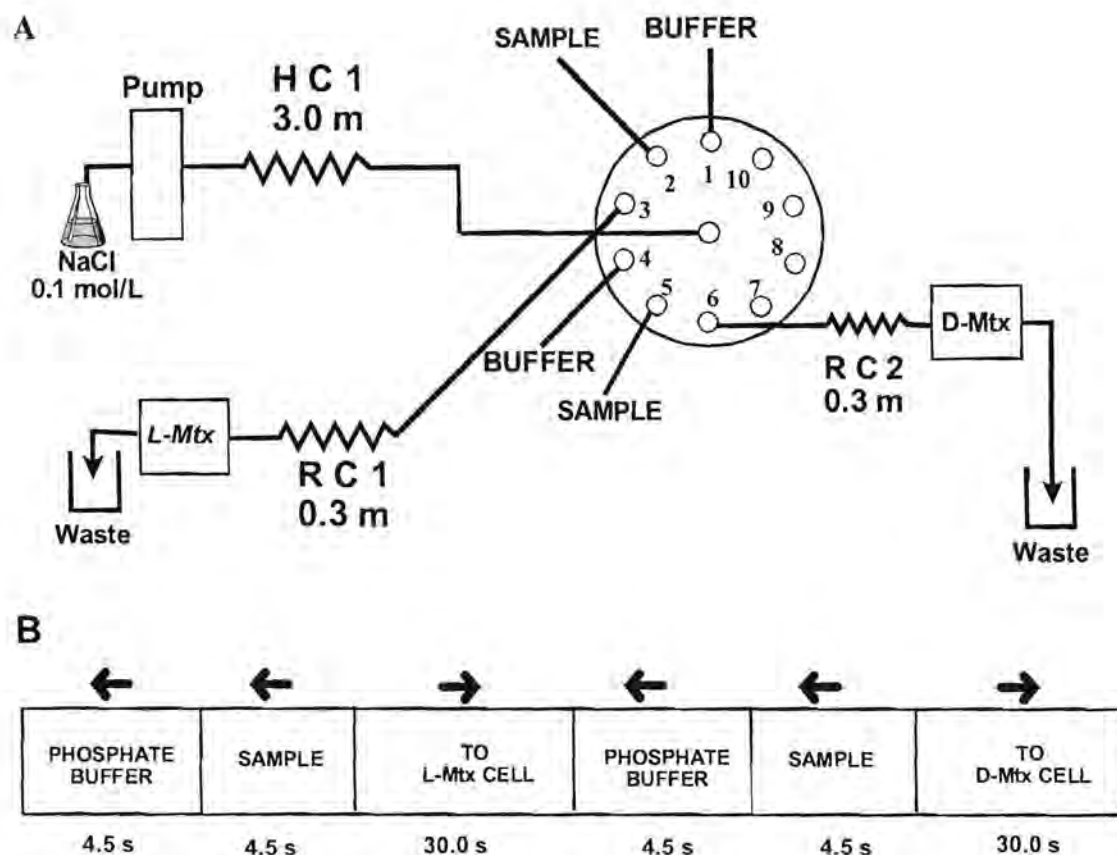 A
SAMPLE
BUFFER
Pump
H C 1
3.0 m
NaCl
0.1 mol/L
1
2
3
4
5
6
7
8
9
10
BUFFER
SAMPLE
L-Mtx
R C 1
0.3 m
Waste
D-Mtx
R C 2
0.3 m
Waste
B
PHOSPHATE
BUFFER
SAMPLE
TO
L-Mtx CELL
PHOSPHATE
BUFFER
SAMPLE
TO
D-Mtx CELL
4.5 s
4.5 s
30.0 s
4.5 s
4.5 s
30.0 s